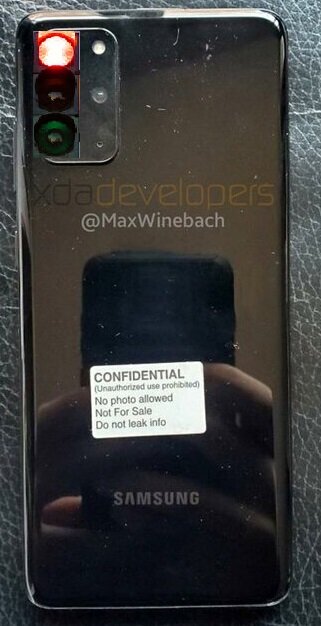 xdadevelopers
@MaxWinebach
CONFIDENTIAL
(Unauthorized use prohibited)
No photo allowed
Not For Sale
Do not leak info
SAMSUNG